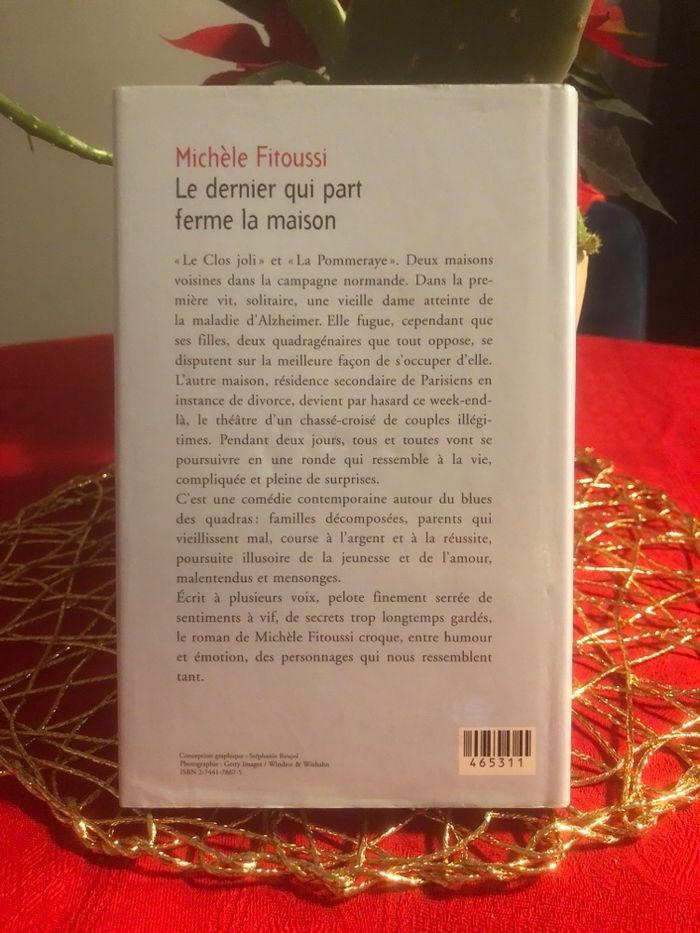 Michèle Fitoussi
Le dernier qui part
ferme la maison
« Le Clos joli » et « La Pommeraye ». Deux maisons
voisines dans la campagne normande. Dans la pre-
mière vit, solitaire, une vieille dame atteinte de
la maladie d'Alzheimer. Elle fugue, cependant que
ses filles, deux quadragénaires que tout oppose, se
disputent sur la meilleure façon de s'occuper d'elle.
L'autre maison, résidence secondaire de Parisiens en
instance de divorce, devient par hasard ce week-end-
là, le théâtre d'un chassé-croisé de couples illégi-
times. Pendant deux jours, tous et toutes vont se
poursuivre en une ronde qui ressemble à la vie,
compliquée et pleine de surprises.
C'est une comédie contemporaine autour du blues
des quadras : familles décomposées, parents qui
vieillissent mal, course à l'argent et à la réussite,
poursuite illusoire de la jeunesse et de l'amour,
malentendus et mensonges.
Écrit à plusieurs voix, pelote finement serrée de
sentiments à vif, de secrets trop longtemps gardés,
le roman de Michèle Fitoussi croque, entre humour
et émotion, des personnages qui nous ressemblent
tant.
Conception graphique : Stéphanie Roujol
Photographie : Getty Images / Windsor &
ISBN 2-7441-7867-5
465311